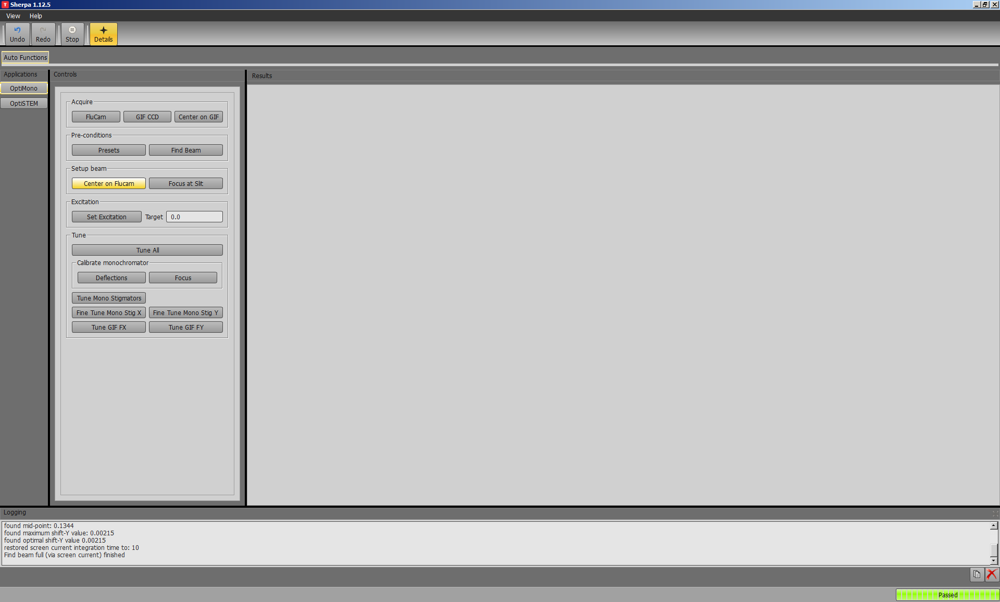 Sherpa 1.12.5
View Help
Undo Redo Stop Details
Auto Functions
Applications
OptiMono
OptiSTEM
Controls
Acquire
FluCam GIF CCD Center on GIF
Pre-conditions
Presets Find Beam
Setup beam
Center on Flucam Focus at Slit
Excitation
Set Excitation Target 0.0
Tune
Tune All
Calibrate monochromator
Deflections Focus
Tune Mono Stigmators
Fine Tune Mono Stig X Fine Tune Mono Stig Y
Tune GIF FX Tune GIF FY
Results
Logging
found mid-point: 0.1344
found maximum shift-Y value: 0.00215
found optimal shift-Y value 0.00215
restored screen current integration time to: 10
Find beam full (via screen current) finished
Passed